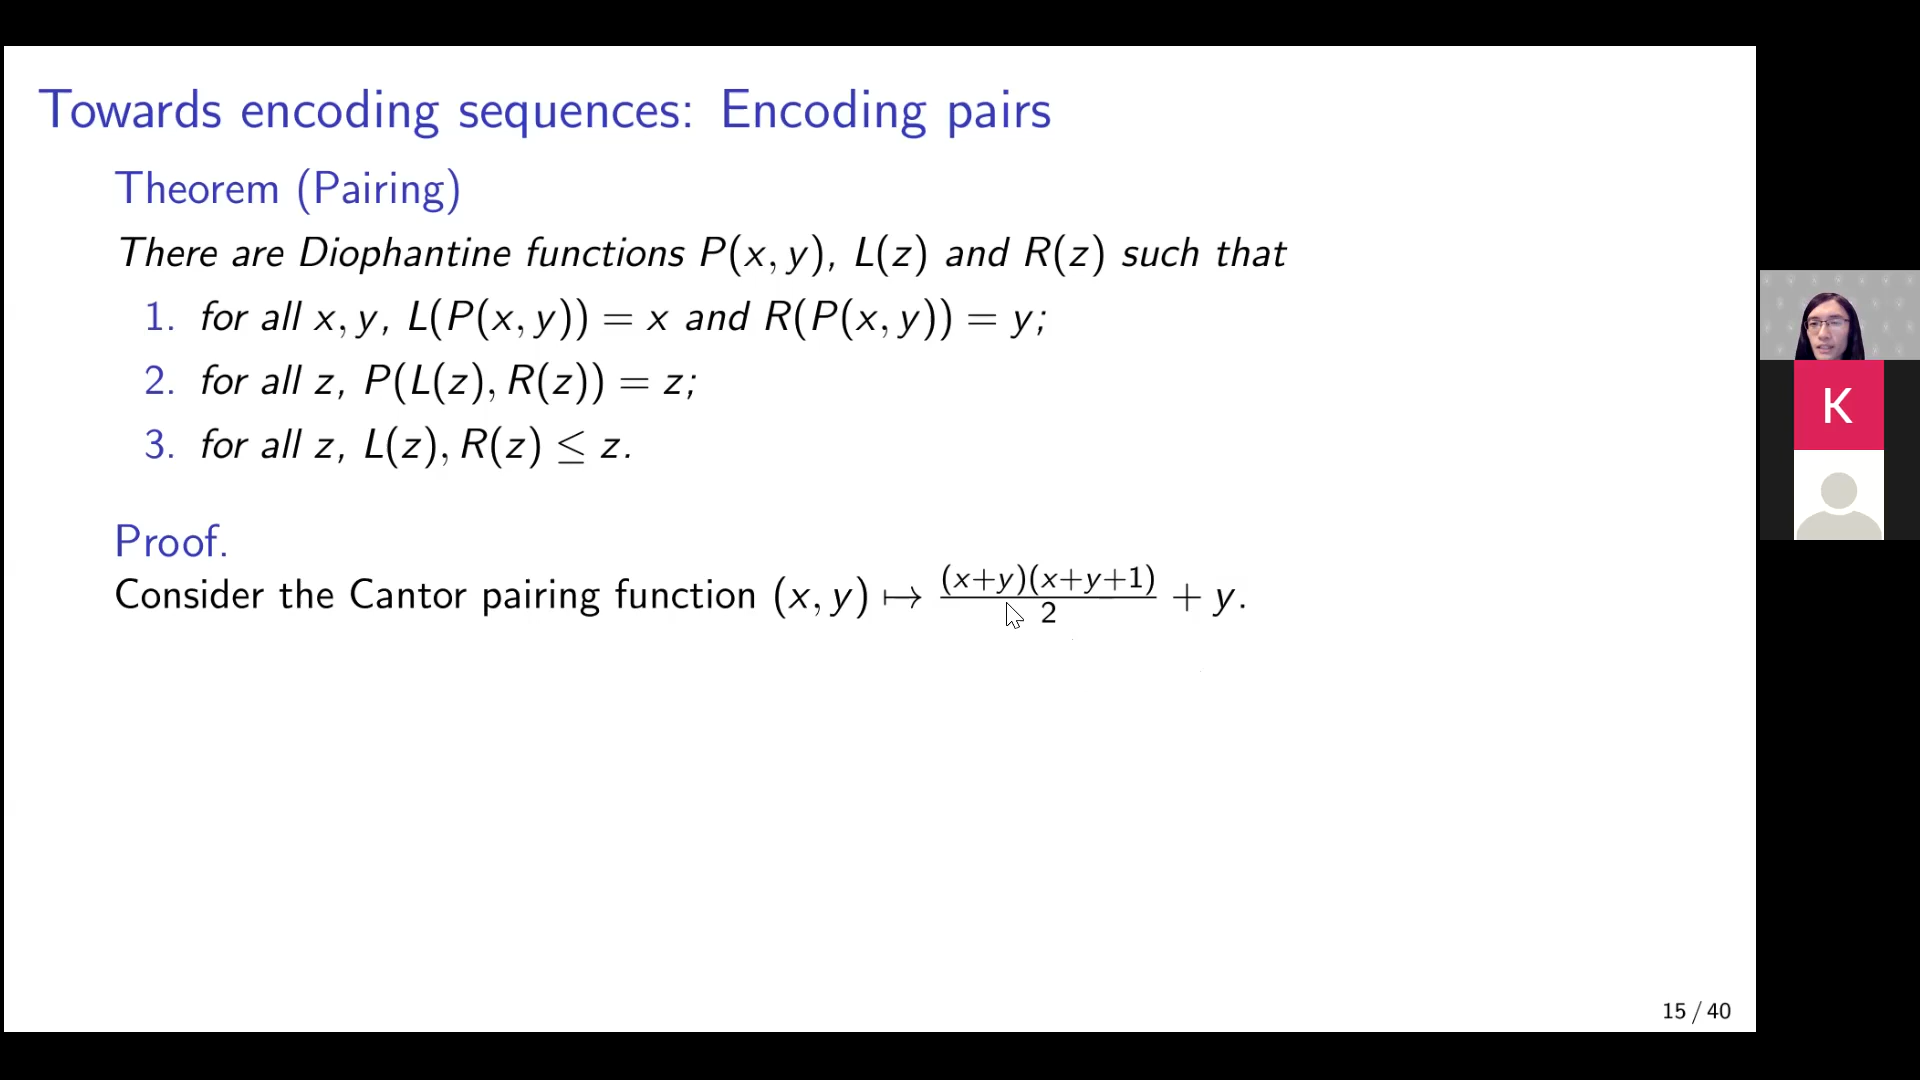 Towards encoding sequences: Encoding pairs
Theorem (Pairing)
There are Diophantine functions P(x, y), L(z) and R(z) such that
1. for all x, y, L(P(x, y)) = x and R(P(x, y)) = y;
2. for all z, P(L(z), R(z)) = z;
3. for all z, L(z), R(z) ≤ z.
Proof.
Consider the Cantor pairing function (x, y) ↦ (x+y)(x+y+1)/2 + y.
15 / 40
K